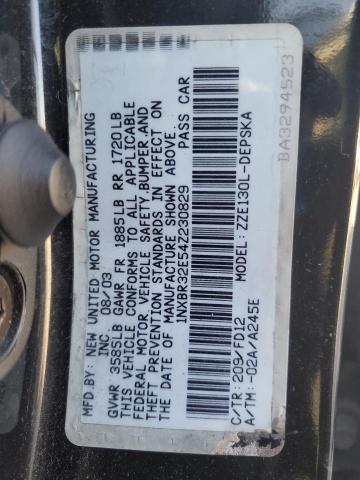 MFD.BY: NEW UNITED MOTOR MANUFACTURING
INC 08/03
GVWR 3585LB GAWR FR 1885LB RR 1720LB
THIS VEHICLE CONFORMS TO ALL APPLICABLE
FEDERAL MOTOR VEHICLE SAFETY,BUMPER,AND
THEFT PREVENTION STANDARDS IN EFFECT ON
THE DATE OF MANUFACTURE SHOWN ABOVE.
1NXBR32E54Z230829 PASS CAR
MODEL: ZZE130L-DEPSKA
C/TR: 209/FD12
A/TM: -02A/A245E
BA3294523